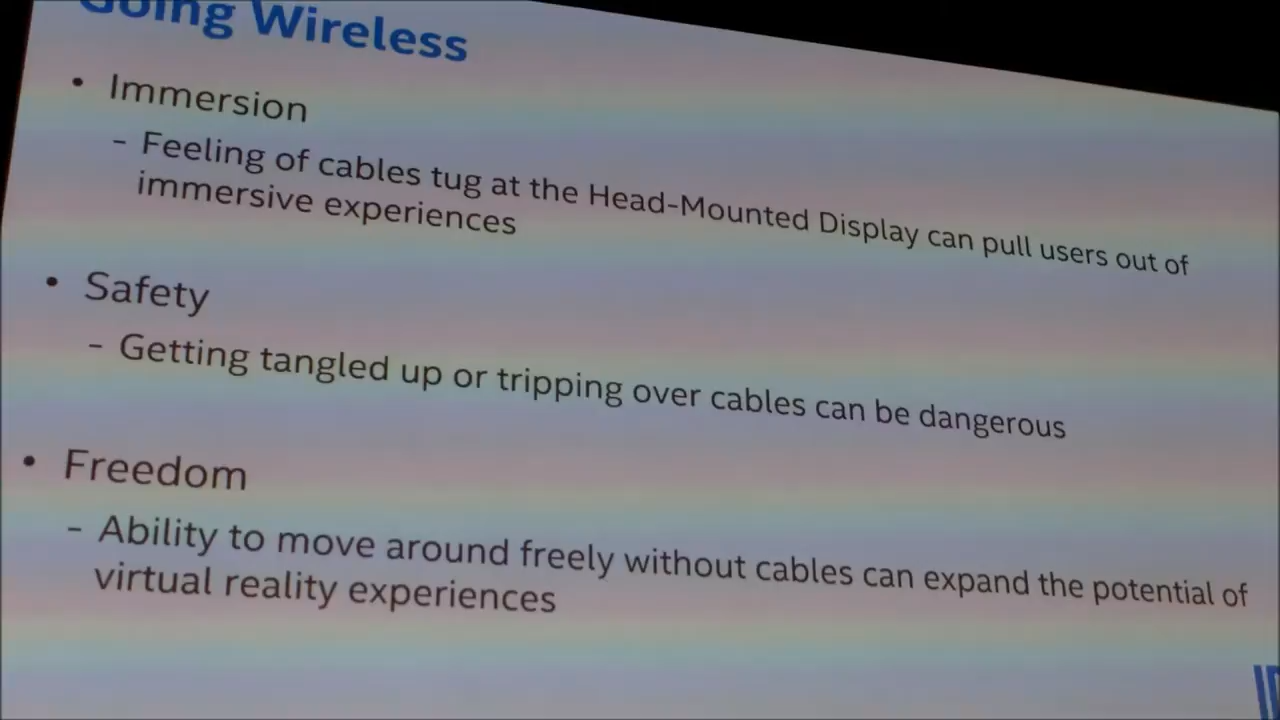 Going Wireless
• Immersion
- Feeling of cables tug at the Head-Mounted Display can pull users out of
immersive experiences
• Safety
- Getting tangled up or tripping over cables can be dangerous
• Freedom
- Ability to move around freely without cables can expand the potential of
virtual reality experiences